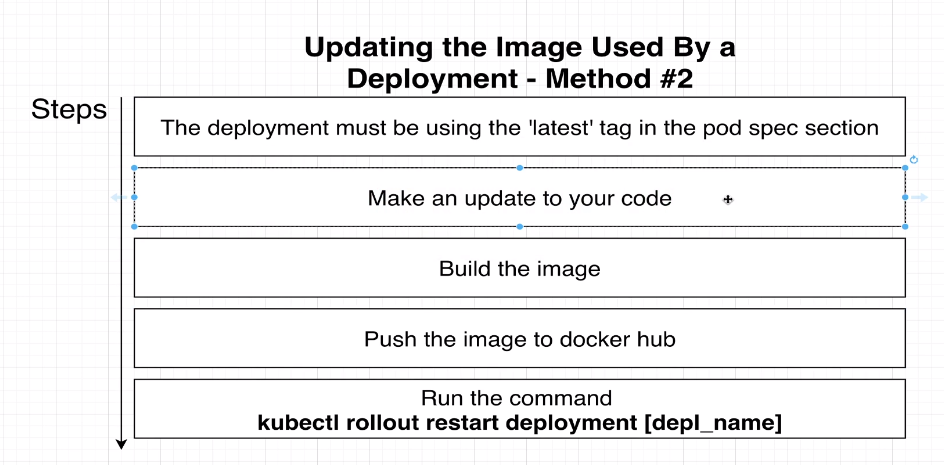 Updating the Image Used By a
Deployment - Method #2
Steps
The deployment must be using the 'latest' tag in the pod spec section
Make an update to your code
Build the image
Push the image to docker hub
Run the command
kubectl rollout restart deployment [depl_name]